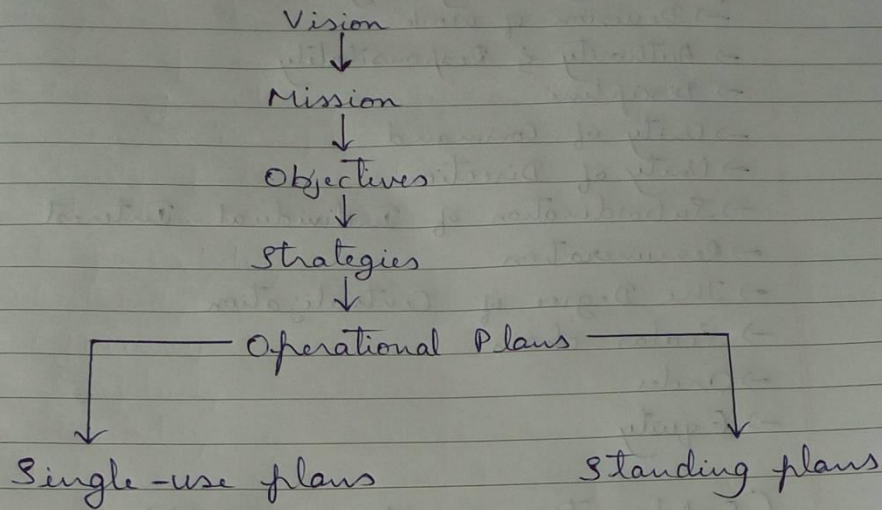 Vision
Mission
Objectives
Strategies
Operational Plans
Single-use plans
Standing plans